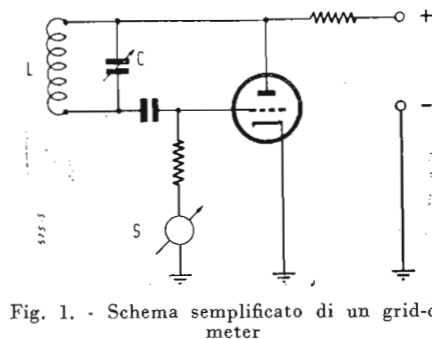 +
L
C
-
S
Fig. 1. - Schema semplificato di un grid-d
meter